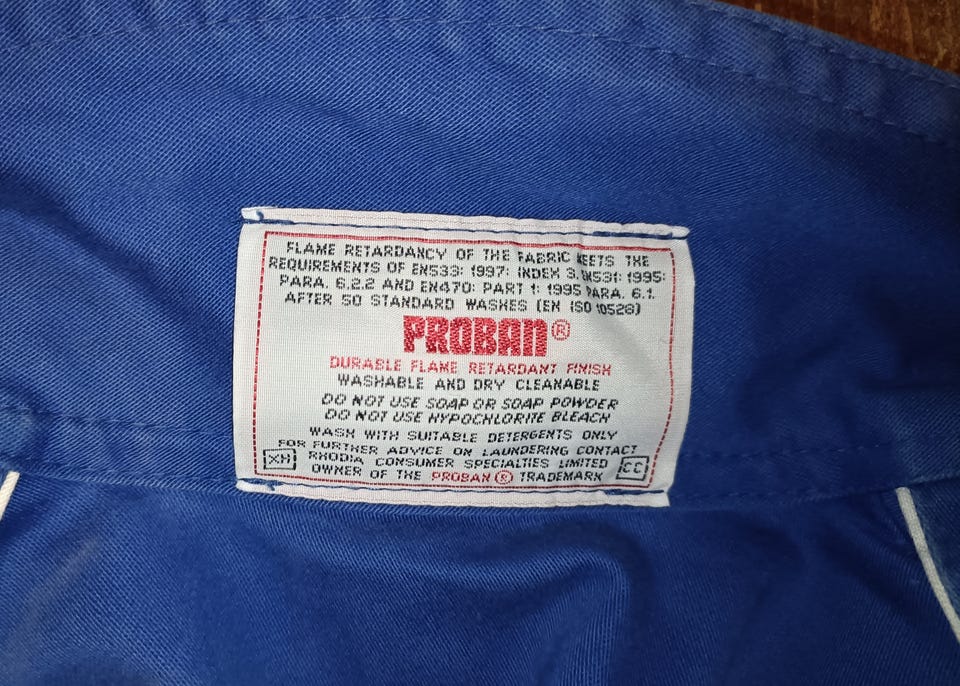 FLAME RETARDANCY OF THE FABRIC MEETS THE
REQUIREMENTS OF EN533: 1997: INDEX 3. EN531: 1995:
PARA. 6.2.2 AND EN470: PART 1: 1995 PARA. 6.1.
AFTER 50 STANDARD WASHES (EN ISO 10528)
PROBAN®
DURABLE FLAME RETARDANT FINISH
WASHABLE AND DRY CLEANABLE
DO NOT USE SOAP OR SOAP POWDER
DO NOT USE HYPOCHLORITE BLEACH
WASH WITH SUITABLE DETERGENTS ONLY
FOR FURTHER ADVICE ON LAUNDERING CONTACT
XH RHODIA CONSUMER SPECIALTIES LIMITED CC
OWNER OF THE PROBAN® TRADEMARK